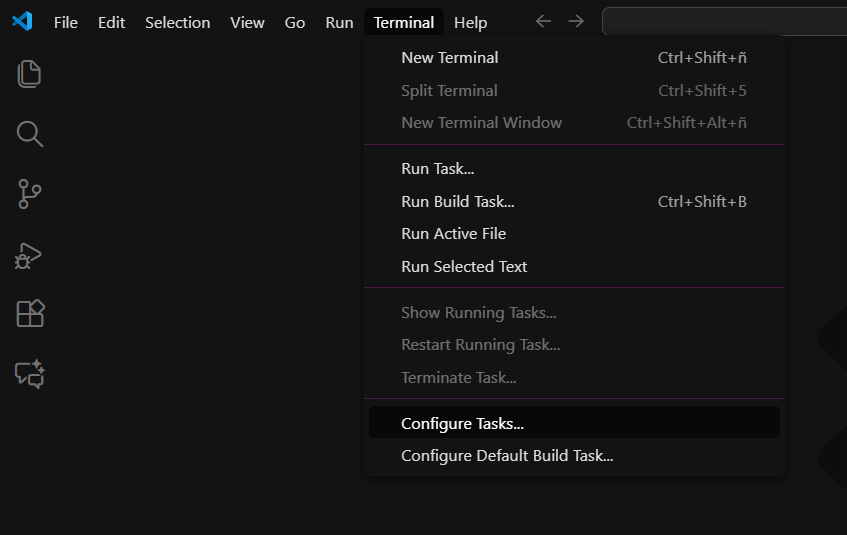 File Edit Selection View Go Run Terminal Help
New Terminal Ctrl+Shift+ñ
Split Terminal Ctrl+Shift+5
New Terminal Window Ctrl+Shift+Alt+ñ
Run Task...
Run Build Task... Ctrl+Shift+B
Run Active File
Run Selected Text
Show Running Tasks...
Restart Running Task...
Terminate Task...
Configure Tasks...
Configure Default Build Task...